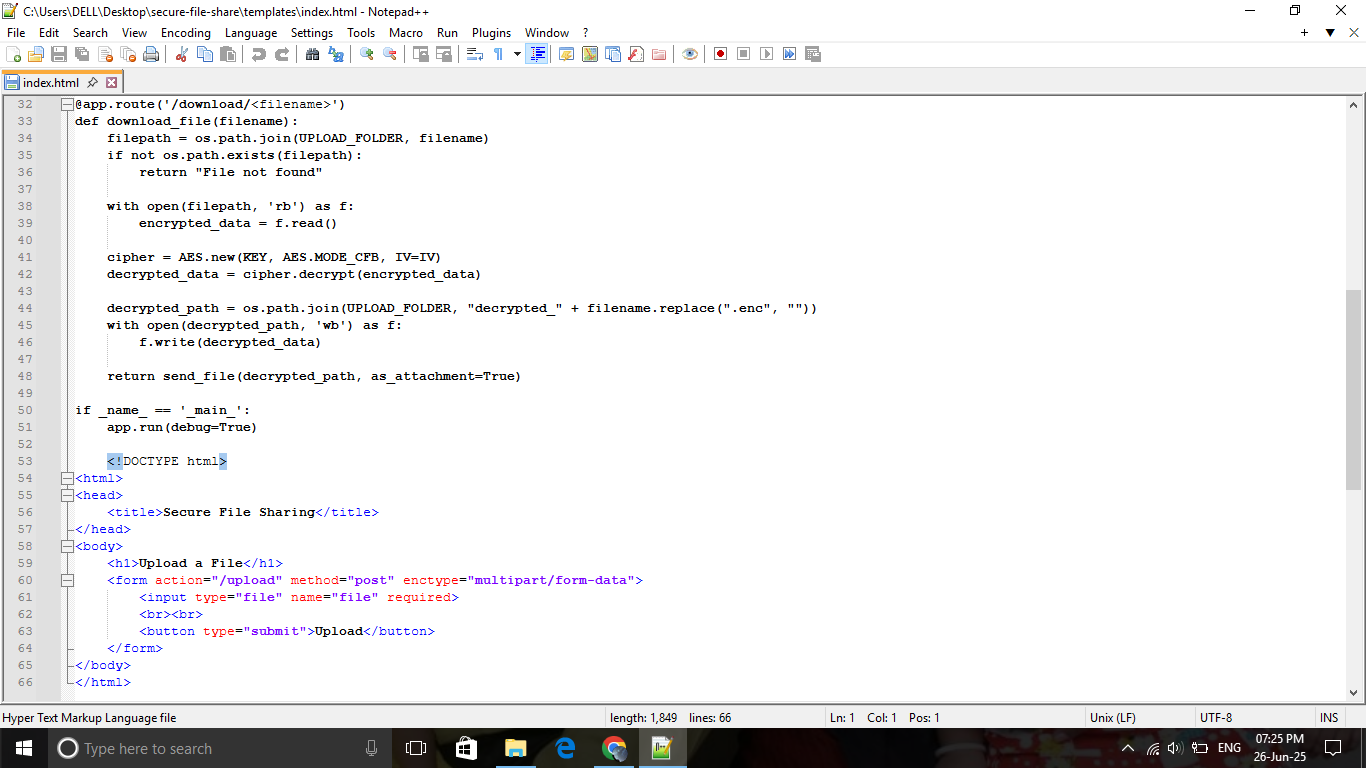 C:\Users\DELL\Desktop\secure-file-share\templates\index.html - Notepad++
File Edit Search View Encoding Language Settings Tools Macro Run Plugins Window ?
index.html
32 @app.route('/download/<filename>')
33 def download_file(filename):
34     filepath = os.path.join(UPLOAD_FOLDER, filename)
35     if not os.path.exists(filepath):
36         return "File not found"
37
38     with open(filepath, 'rb') as f:
39         encrypted_data = f.read()
40
41     cipher = AES.new(KEY, AES.MODE_CFB, IV=IV)
42     decrypted_data = cipher.decrypt(encrypted_data)
43
44     decrypted_path = os.path.join(UPLOAD_FOLDER, "decrypted_" + filename.replace(".enc", ""))
45     with open(decrypted_path, 'wb') as f:
46         f.write(decrypted_data)
47
48     return send_file(decrypted_path, as_attachment=True)
49
50 if _name_ == '_main_':
51     app.run(debug=True)
52
53     <!DOCTYPE html>
54 <html>
55 <head>
56     <title>Secure File Sharing</title>
57 </head>
58 <body>
59     <h1>Upload a File</h1>
60     <form action="/upload" method="post" enctype="multipart/form-data">
61         <input type="file" name="file" required>
62         <br><br>
63         <button type="submit">Upload</button>
64     </form>
65 </body>
66 </html>
Hyper Text Markup Language file length: 1,849 lines: 66 Ln: 1 Col: 1 Pos: 1 Unix (LF) UTF-8 INS
Type here to search
ENG
07:25 PM
26-Jun-25